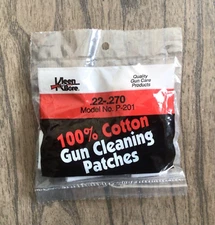 Kleen
Bore
Quality
Gun Care
Products
.22-.270
Model No. P-201
100% Cotton
Gun Cleaning
Patches